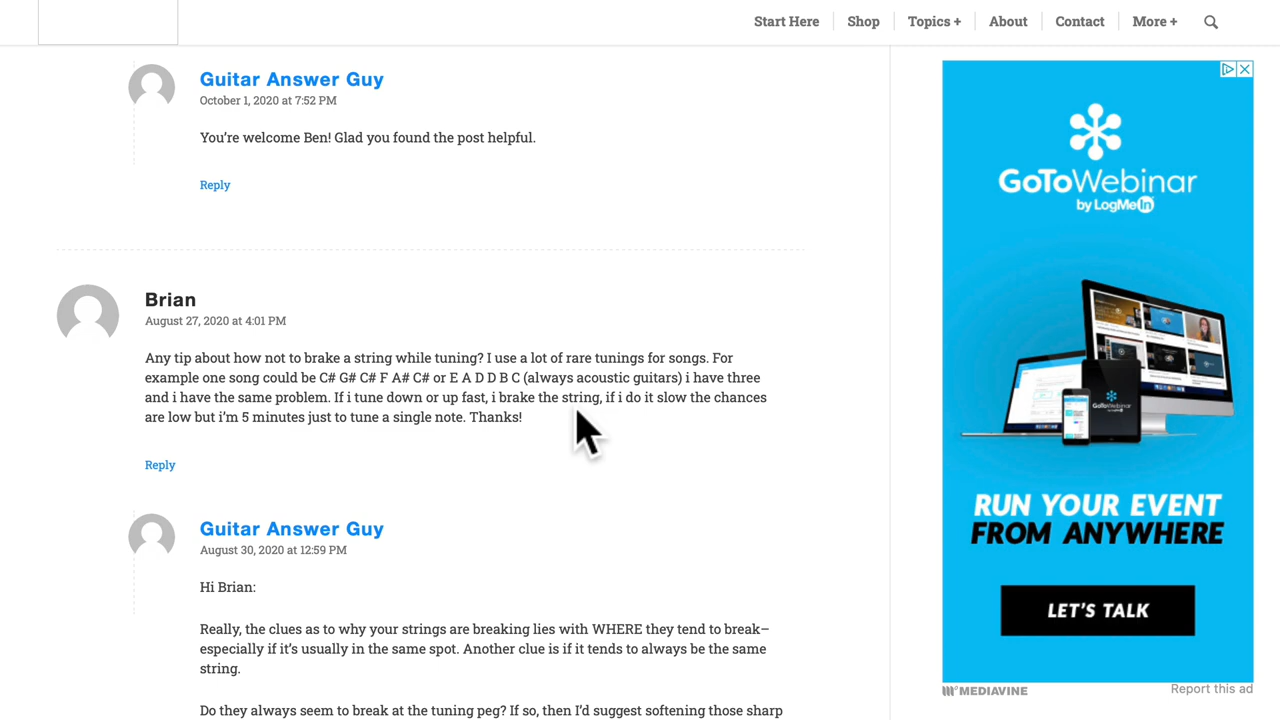 Start Here
Shop
Topics +
About
Contact
More +
Guitar Answer Guy
October 1, 2020 at 7:52 PM
You’re welcome Ben! Glad you found the post helpful.
Reply
Brian
August 27, 2020 at 4:01 PM
Any tip about how not to brake a string while tuning? I use a lot of rare tunings for songs. For
example one song could be C# G# C# F A# C# or E A D D B C (always acoustic guitars) i have three
and i have the same problem. If i tune down or up fast, i brake the string, if i do it slow the chances
are low but i’m 5 minutes just to tune a single note. Thanks!
Reply
Guitar Answer Guy
August 30, 2020 at 12:59 PM
Hi Brian:
Really, the clues as to why your strings are breaking lies with WHERE they tend to break–
especially if it’s usually in the same spot. Another clue is if it tends to always be the same
string.
Do they always seem to break at the tuning peg? If so, then I’d suggest softening those sharp
GoToWebinar
by LogMeIn
GoToWebinar
RUN YOUR EVENT
FROM ANYWHERE
LET’S TALK
MEDIAVINE
Report this ad